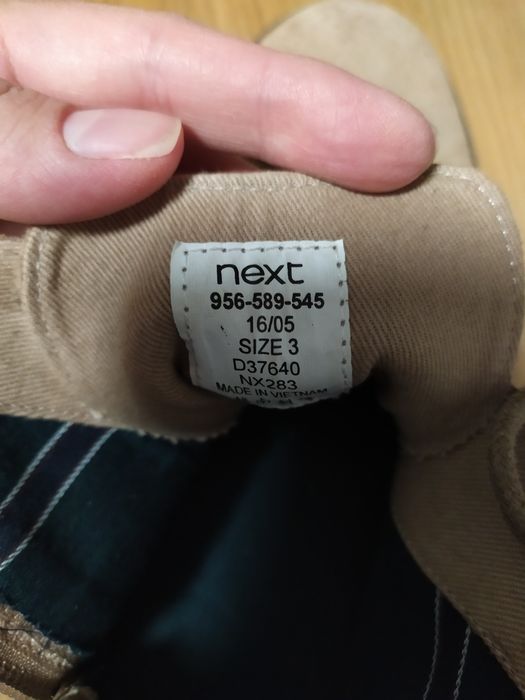 next
956-589-545
16/05
SIZE 3
D37640
NX283
MADE IN VIETNAM